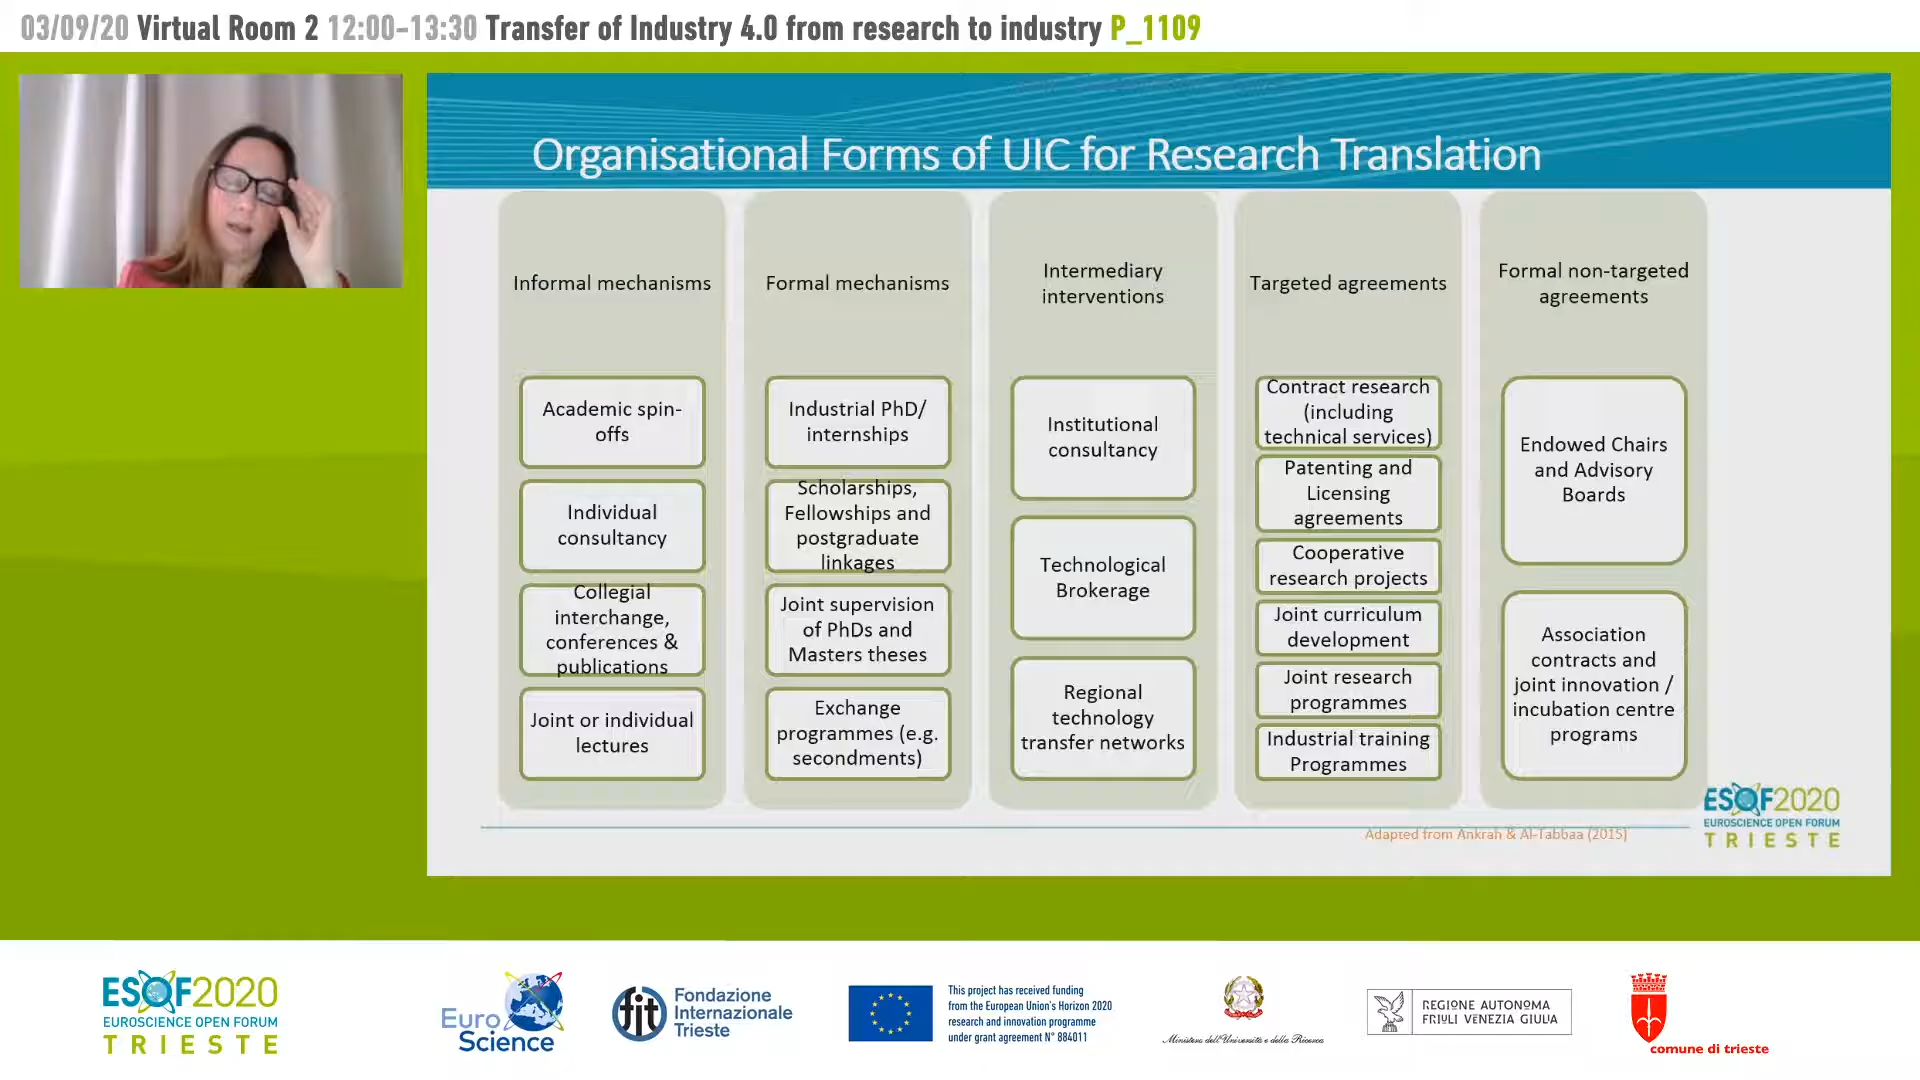 03/09/20 Virtual Room 2 12:00-13:30 Transfer of Industry 4.0 from research to industry P_1109
Organisational Forms of UIC for Research Translation
Informal mechanisms
Academic spin-
offs
Individual
consultancy
Collegial
interchange,
conferences &
publications
Joint or individual
lectures
Formal mechanisms
Industrial PhD/
internships
Scholarships,
Fellowships and
postgraduate
linkages
Joint supervision
of PhDs and
Masters theses
Exchange
programmes (e.g.
secondments)
Intermediary
interventions
Institutional
consultancy
Technological
Brokerage
Regional
technology
transfer networks
Targeted agreements
Contract research
(including
technical services)
Patenting and
Licensing
agreements
Cooperative
research projects
Joint curriculum
development
Joint research
programmes
Industrial training
Programmes
Formal non-targeted
agreements
Endowed Chairs
and Advisory
Boards
Association
contracts and
joint innovation /
incubation centre
programs
Adapted from Ankrah & Al-Tabbaa (2015)
ESOF2020
EUROSCIENCE OPEN FORUM
TRIESTE
ESOF2020
EUROSCIENCE OPEN FORUM
TRIESTE
Euro
Science
fit
Fondazione
Internazionale
Trieste
This project has received funding
from the European Union's Horizon 2020
research and innovation programme
under grant agreement N° 884011
Ministero dell'Università e della Ricerca
REGIONE AUTONOMA
FRIULI VENEZIA GIULIA
comune di trieste